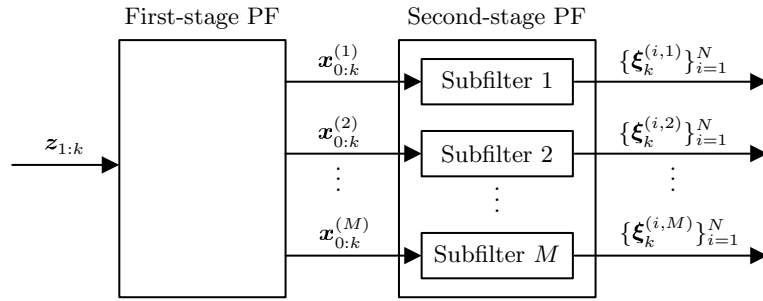 First-stage PF Second-stage PF
x_{0:k}^{(1)} Subfilter 1 {ξ_k^{(i,1)}}_{i=1}^N
z_{1:k} x_{0:k}^{(2)} Subfilter 2 {ξ_k^{(i,2)}}_{i=1}^N
⋮ ⋮ ⋮
x_{0:k}^{(M)} Subfilter M {ξ_k^{(i,M)}}_{i=1}^N